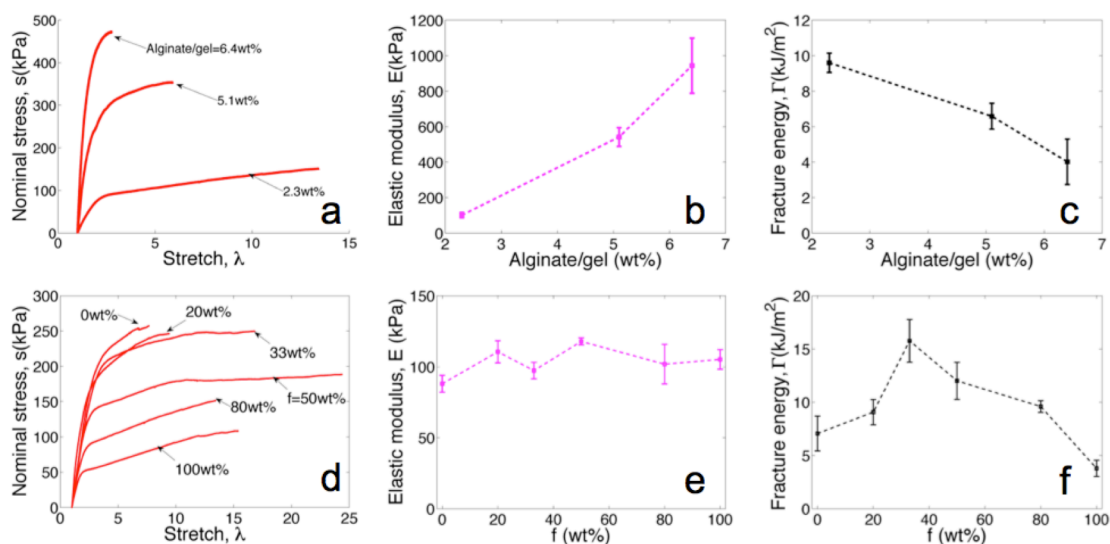 500
400
300
200
100
0
Nominal stress, s(kPa)
Alginate/gel=6.4wt%
5.1wt%
2.3wt%
a
0
5
10
15
Stretch, λ
1200
1000
800
600
400
200
0
Elastic modulus, E(kPa)
b
2
3
4
5
6
7
Alginate/gel (wt%)
12
10
8
6
4
2
0
Fracture energy, Γ(kJ/m²)
c
2
3
4
5
6
7
Alginate/gel (wt%)
300
250
200
150
100
50
0
Nominal stress, s(kPa)
0wt%
20wt%
33wt%
f=50wt%
80wt%
100wt%
d
0
5
10
15
20
25
Stretch, λ
150
100
50
0
Elastic modulus, E (kPa)
e
0
20
40
60
80
100
f (wt%)
20
15
10
5
0
Fracture energy, Γ(kJ/m²)
f
0
20
40
60
80
100
f (wt%)